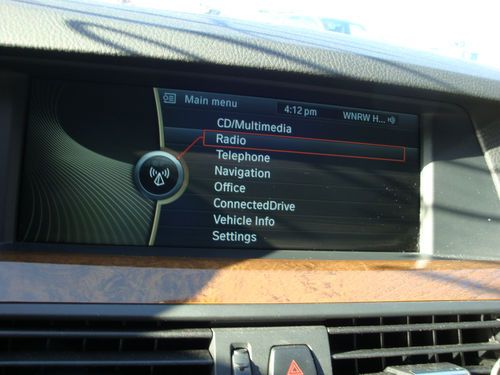 Main menu 4:12 pm WNRW H...
CD/Multimedia
Radio
Telephone
Navigation
Office
ConnectedDrive
Vehicle Info
Settings